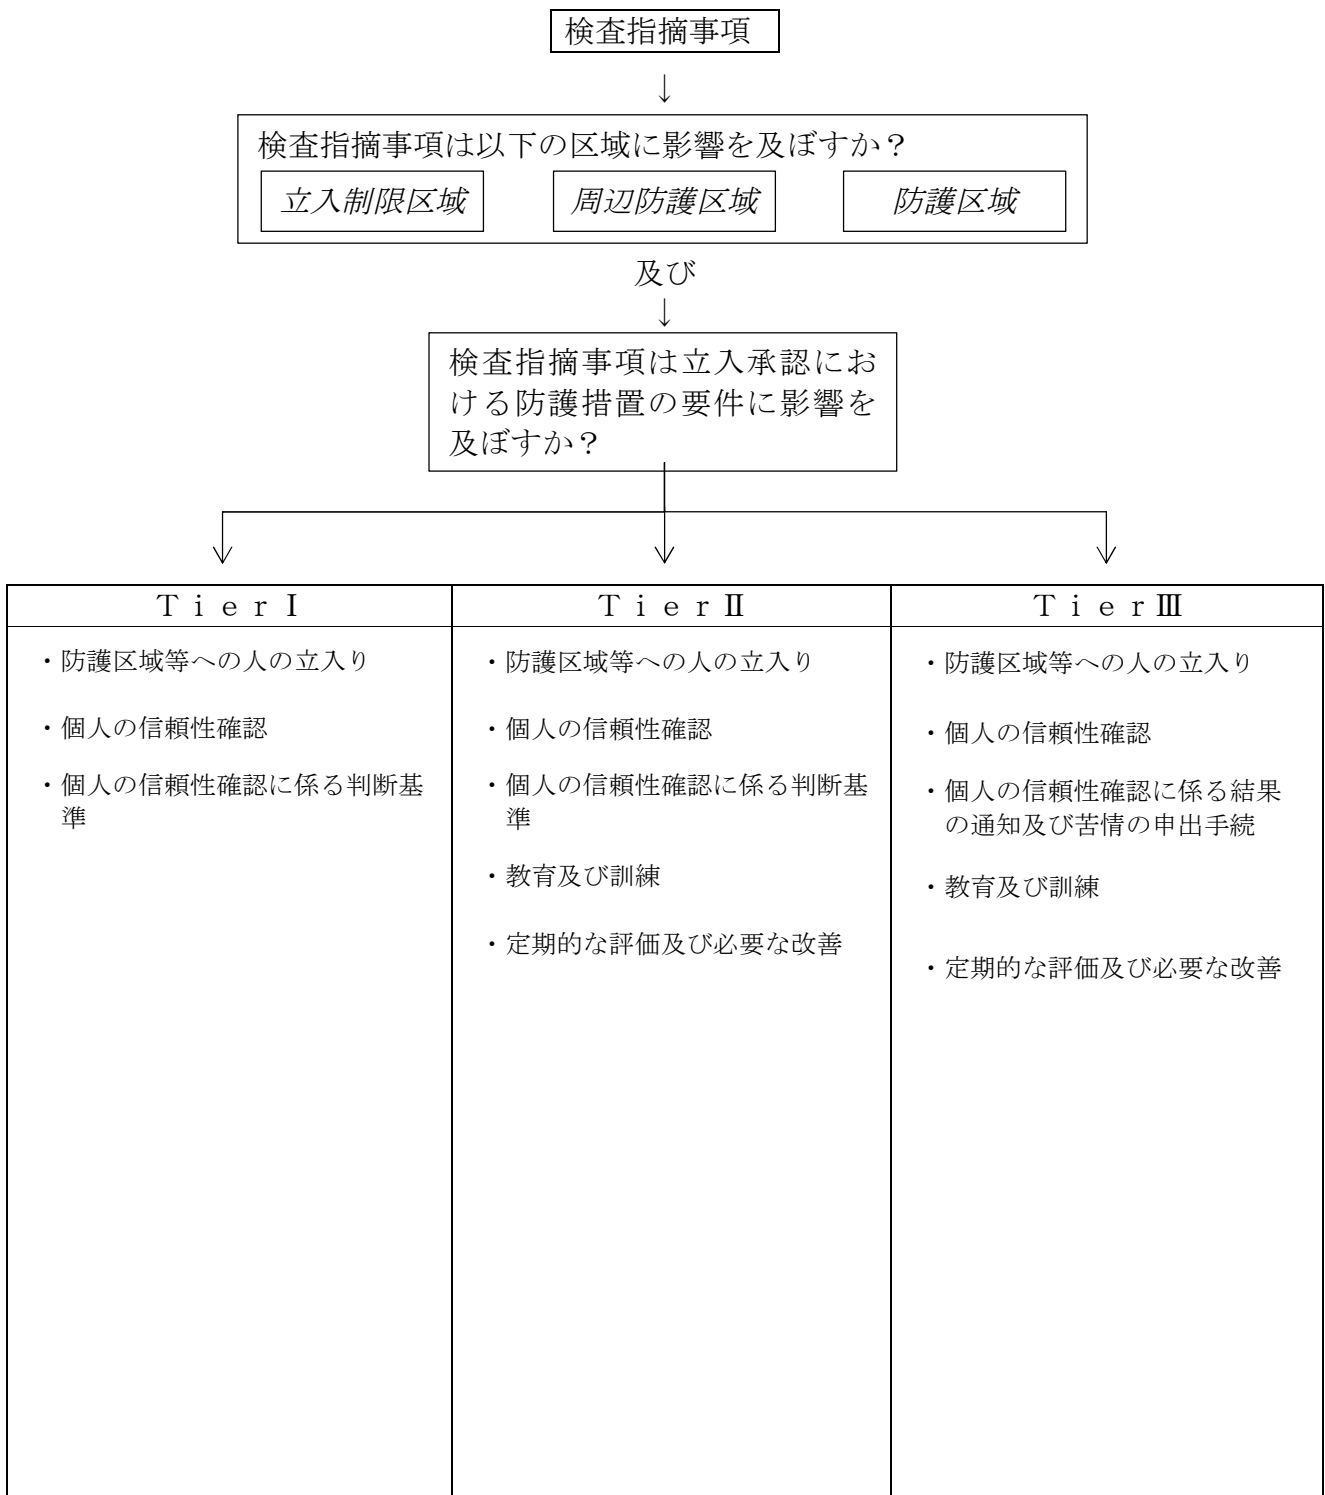 検査指摘事項
↓
検査指摘事項は以下の区域に影響を及ぼすか？
立入制限区域
周辺防護区域
防護区域
及び
↓
検査指摘事項は立入承認にお
ける防護措置の要件に影響を
及ぼすか？
ＴｉｅｒⅠ
・防護区域等への人の立入り
・個人の信頼性確認
・個人の信頼性確認に係る判断基
準
ＴｉｅｒⅡ
・防護区域等への人の立入り
・個人の信頼性確認
・個人の信頼性確認に係る判断基
準
・教育及び訓練
・定期的な評価及び必要な改善
ＴｉｅｒⅢ
・防護区域等への人の立入り
・個人の信頼性確認
・個人の信頼性確認に係る結果
の通知及び苦情の申出手続
・教育及び訓練
・定期的な評価及び必要な改善